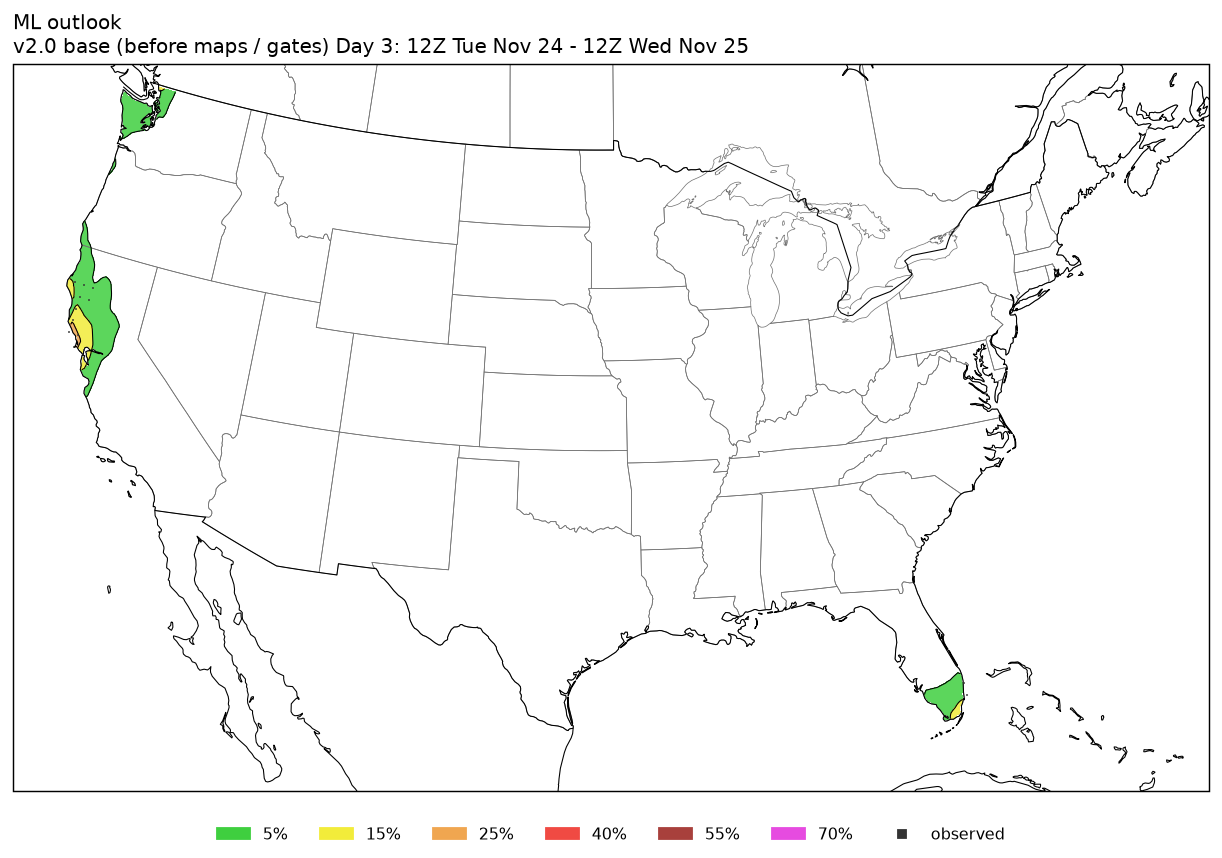 ML outlook
v2.0 base (before maps / gates) Day 3: 12Z Tue Nov 24 - 12Z Wed Nov 25
5% 15% 25% 40% 55% 70% observed